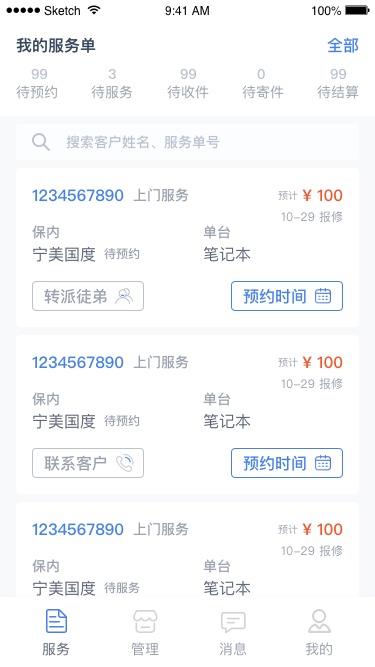 Sketch 9:41 AM 100%
我的服务单 全部
99 3 99 0 99
待预约 待服务 待收件 待寄件 待结算
搜索客户姓名、服务单号
1234567890 上门服务 预计 ¥ 100
10-29 报修
保内 单台
宁美国度 待预约 笔记本
转派徒弟 预约时间
1234567890 上门服务 预计 ¥ 100
10-29 报修
保内 单台
宁美国度 待预约 笔记本
联系客户 预约时间
1234567890 上门服务 预计 ¥ 100
10-29 报修
保内 单台
宁美国度 待服务 笔记本
服务 管理 消息 我的